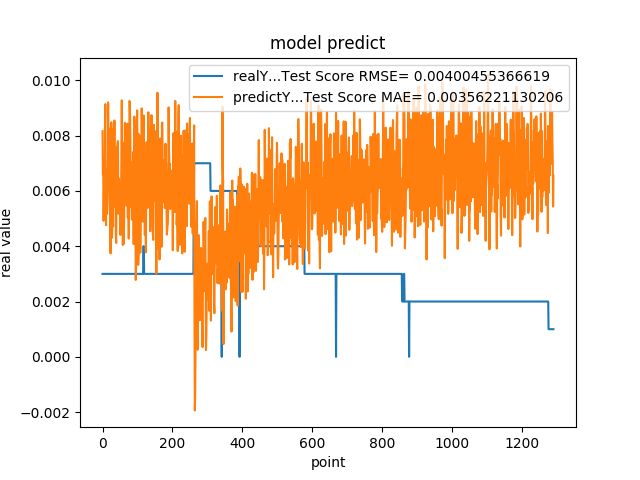 model predict
realY...Test Score RMSE= 0.00400455366619
predictY...Test Score MAE= 0.00356221130206
real value
0.010
0.008
0.006
0.004
0.002
0.000
−0.002
0 200 400 600 800 1000 1200
point